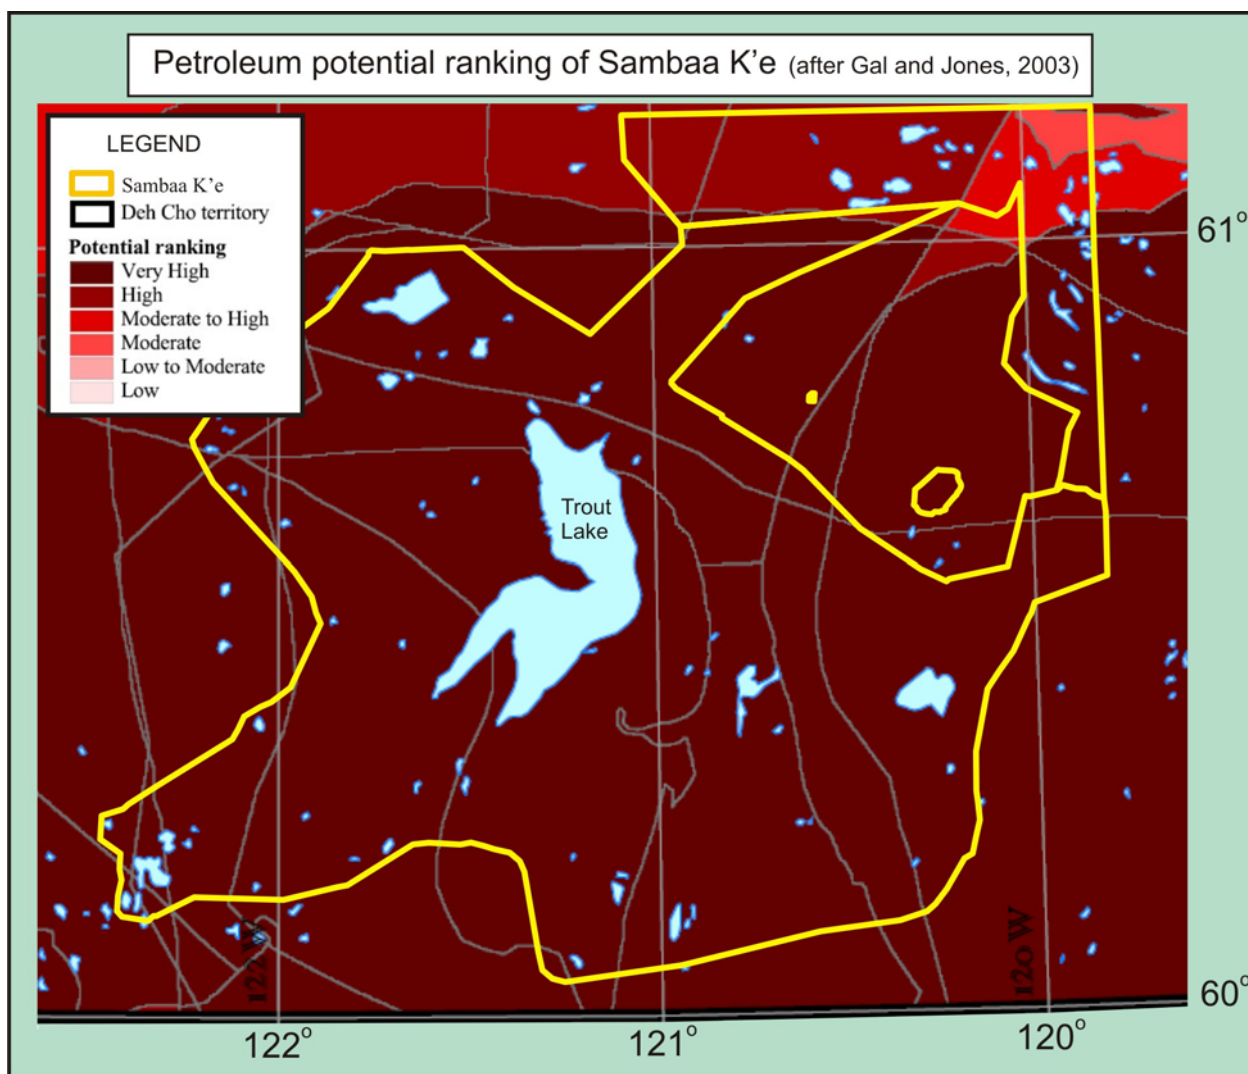 Petroleum potential ranking of Sambaa K'e (after Gal and Jones, 2003)
LEGEND
Sambaa K'e
Deh Cho territory
Potential ranking
Very High
High
Moderate to High
Moderate
Low to Moderate
Low
61°
Trout
Lake
122 W
120 W
60°
122°
121°
120°